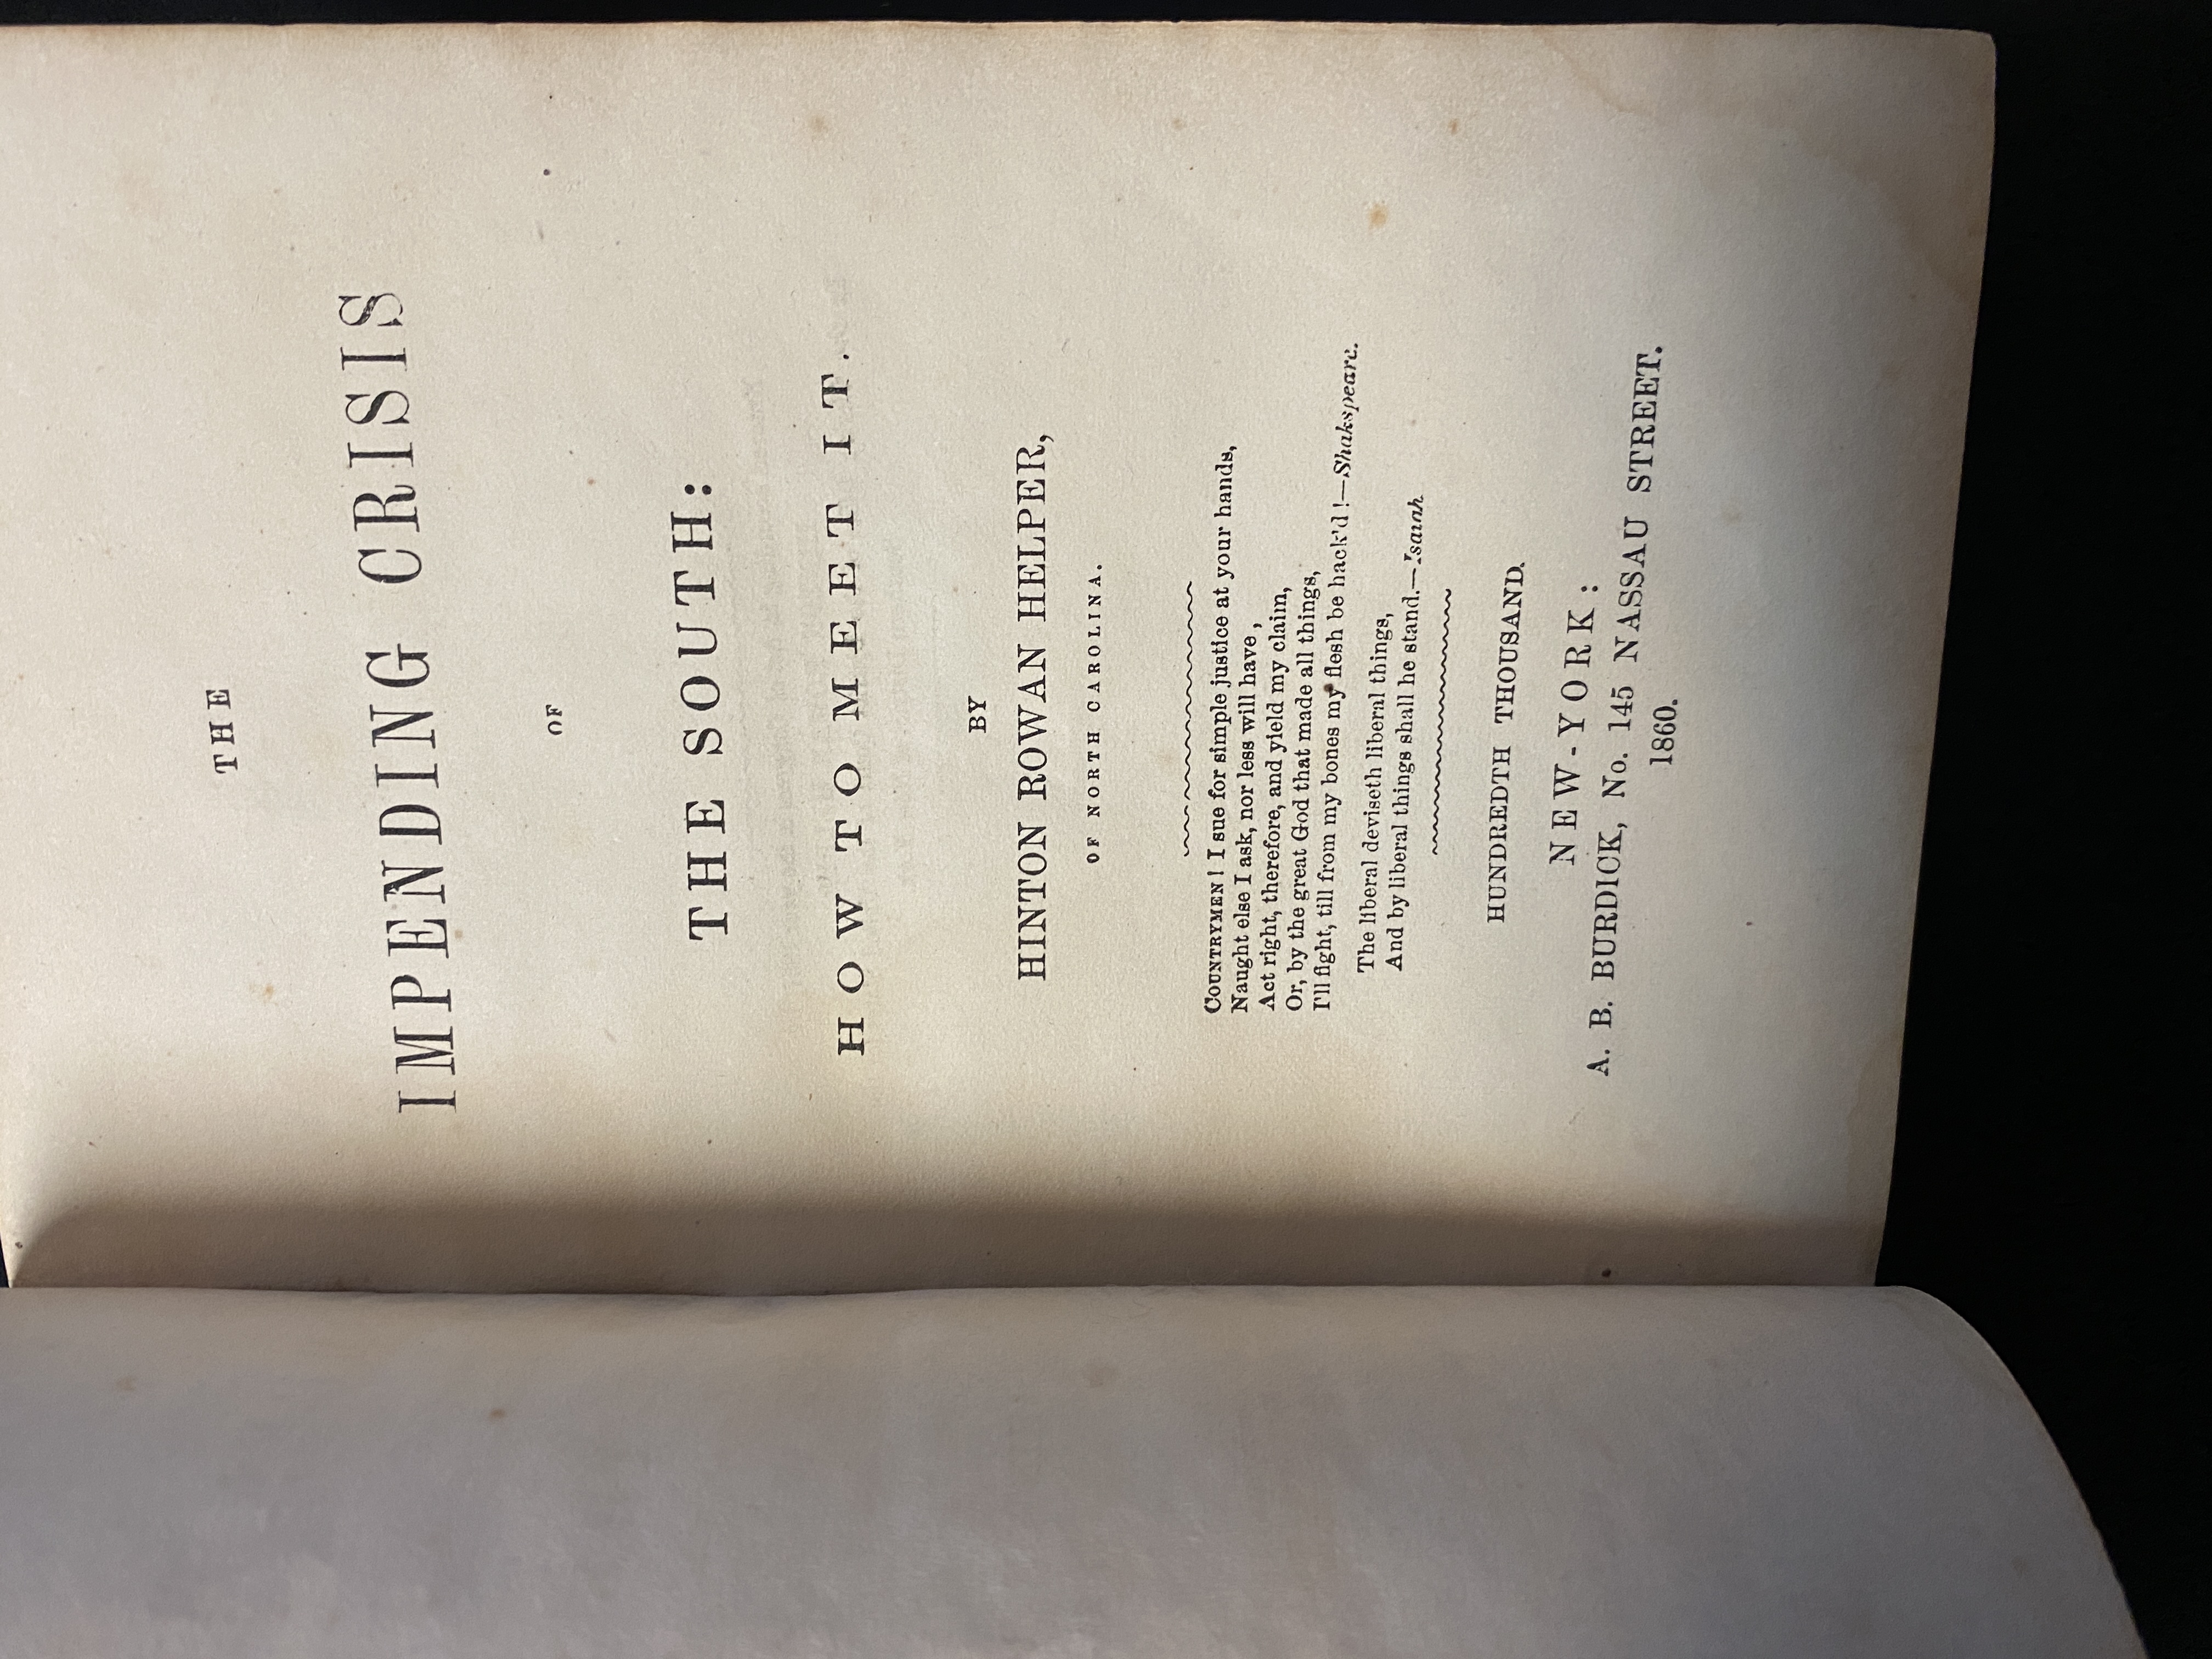 THE
IMPENDING CRISIS
OF
THE SOUTH:
HOW TO MEET IT.
BY
HINTON ROWAN HELPER,
OF NORTH CAROLINA.
COUNTRYMEN! I sue for simple justice at your hands,
Naught else I ask, nor less will have,
Act right, therefore, and yield my claim,
Or, by the great God that made all things,
I'll fight, till from my bones my flesh be hack'd!—Shakspeare.
The liberal deviseth liberal things,
And by liberal things shall he stand.—Isaiah
HUNDREDTH THOUSAND.
NEW-YORK:
A. B. BURDICK, No. 145 NASSAU STREET.
1860.